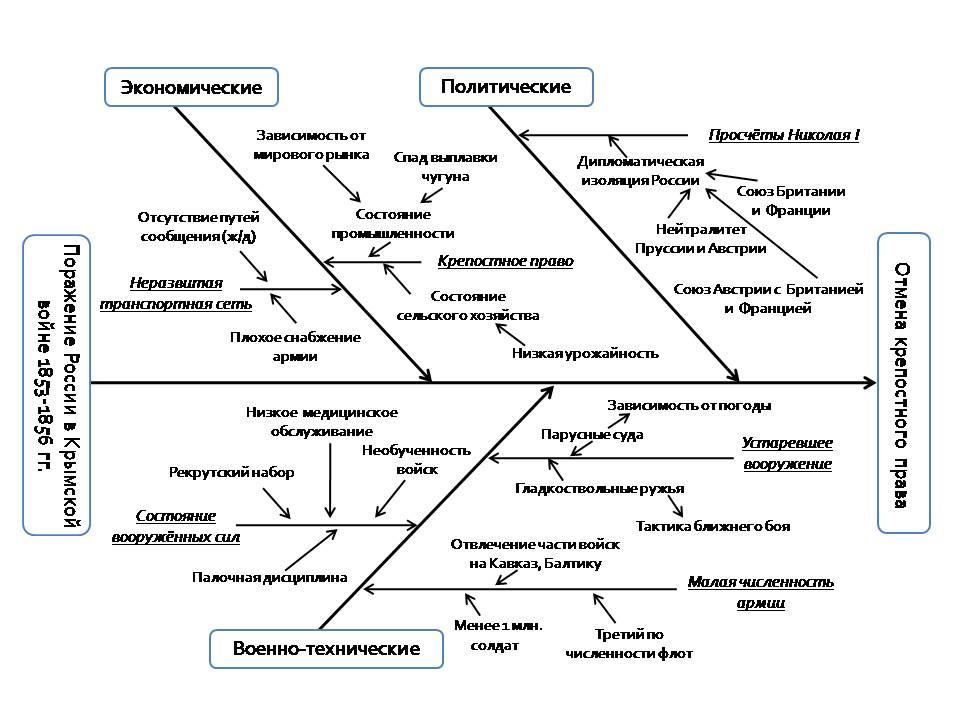 Экономические
Политические
Зависимость от
мирового рынка
Спад выплавки
чугуна
Просчёты Николая I
Дипломатическая
изоляция России
Союз Британии
и Франции
Отсутствие путей
сообщения (ж/д)
Состояние
промышленности
Нейтралитет
Пруссии и Австрии
Крепостное право
Неразвитая
транспортная сеть
Состояние
сельского хозяйства
Союз Австрии с Британией
и Францией
Плохое снабжение
армии
Низкая урожайность
Поражение России в Крымской
войне 1853-1856 гг.
Отмена крепостного права
Низкое медицинское
обслуживание
Зависимость от погоды
Парусные суда
Необученность
войск
Устаревшее
вооружение
Рекрутский набор
Гладкоствольные ружья
Состояние
вооружённых сил
Тактика ближнего боя
Отвлечение части войск
на Кавказ, Балтику
Палочная дисциплина
Малая численность
армии
Менее 1 млн.
солдат
Третий по
численности флот
Военно-технические